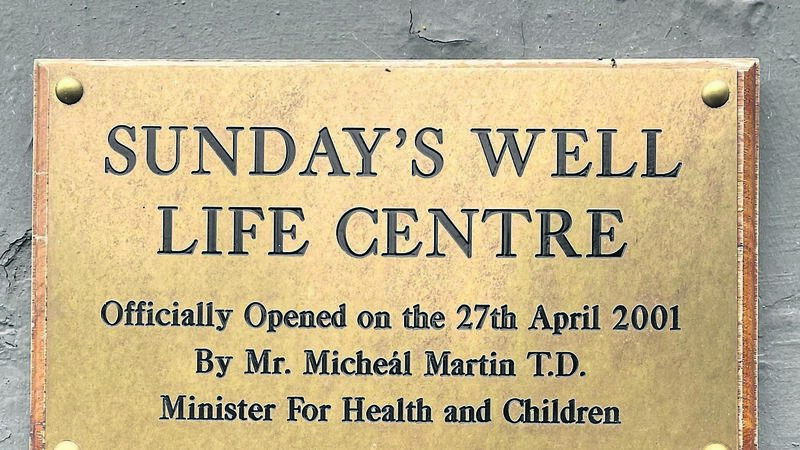 SUNDAY'S WELL
LIFE CENTRE
Officially Opened on the 27th April 2001
By Mr. Micheál Martin T.D.
Minister For Health and Children